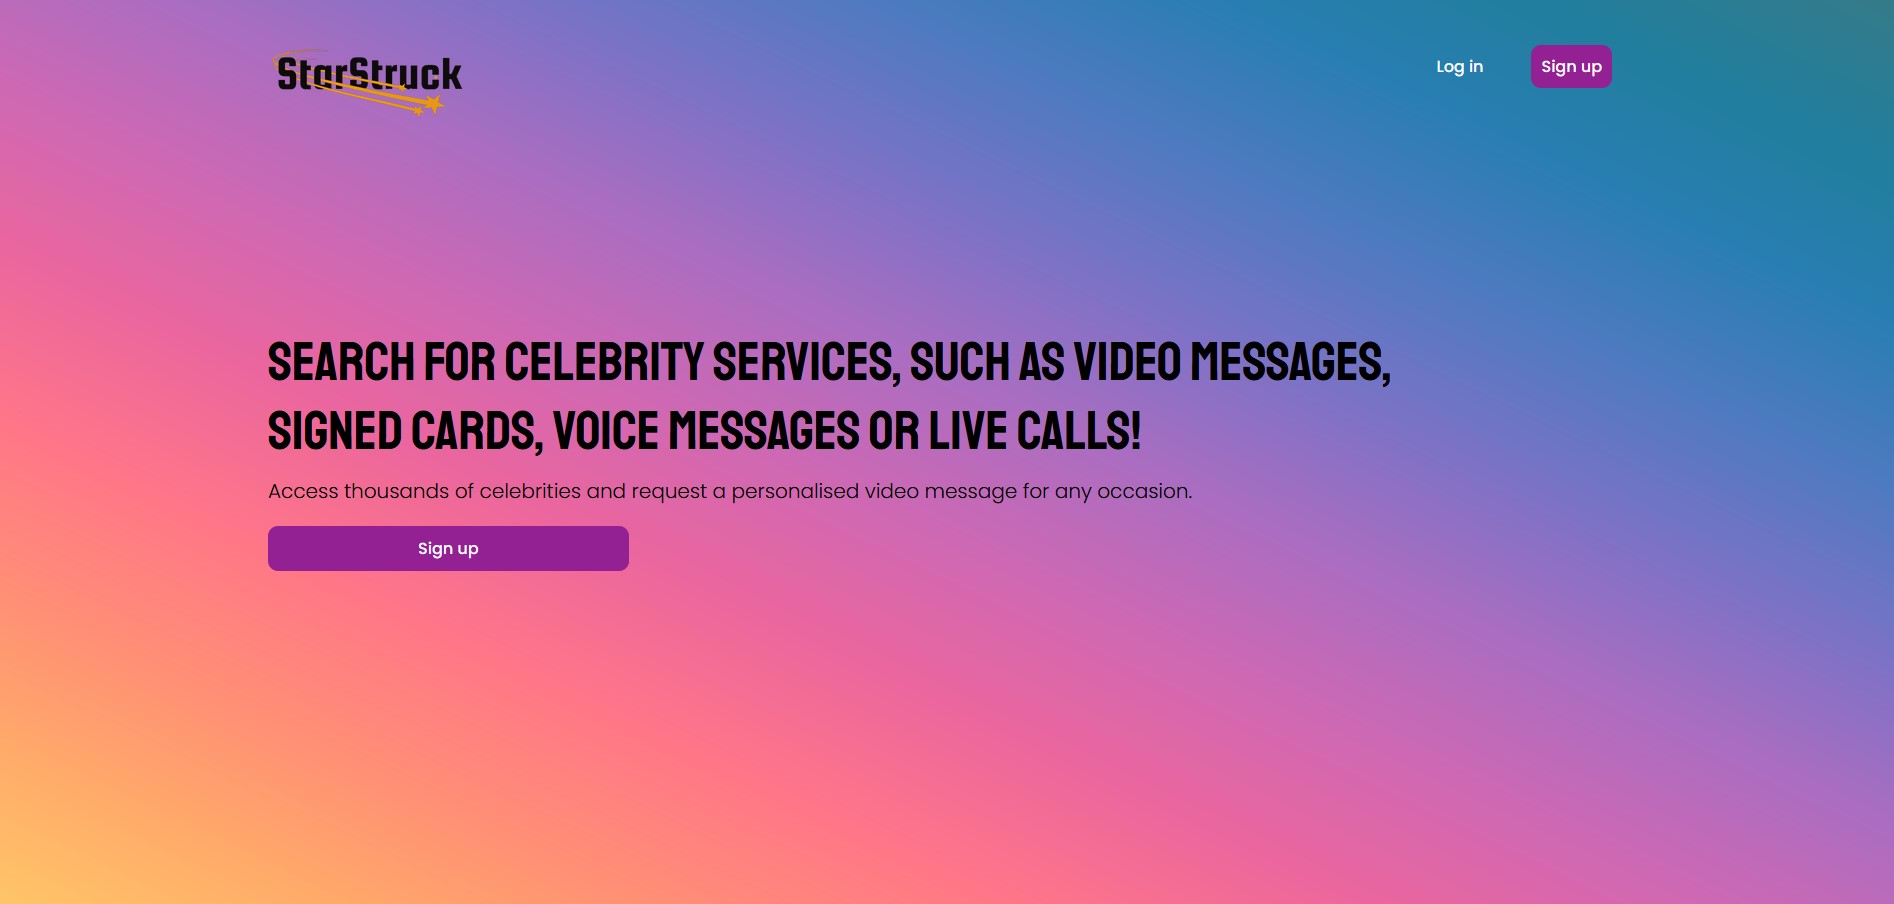 StarStruck
Log in
Sign up
SEARCH FOR CELEBRITY SERVICES, SUCH AS VIDEO MESSAGES,
SIGNED CARDS, VOICE MESSAGES OR LIVE CALLS!
Access thousands of celebrities and request a personalised video message for any occasion.
Sign up